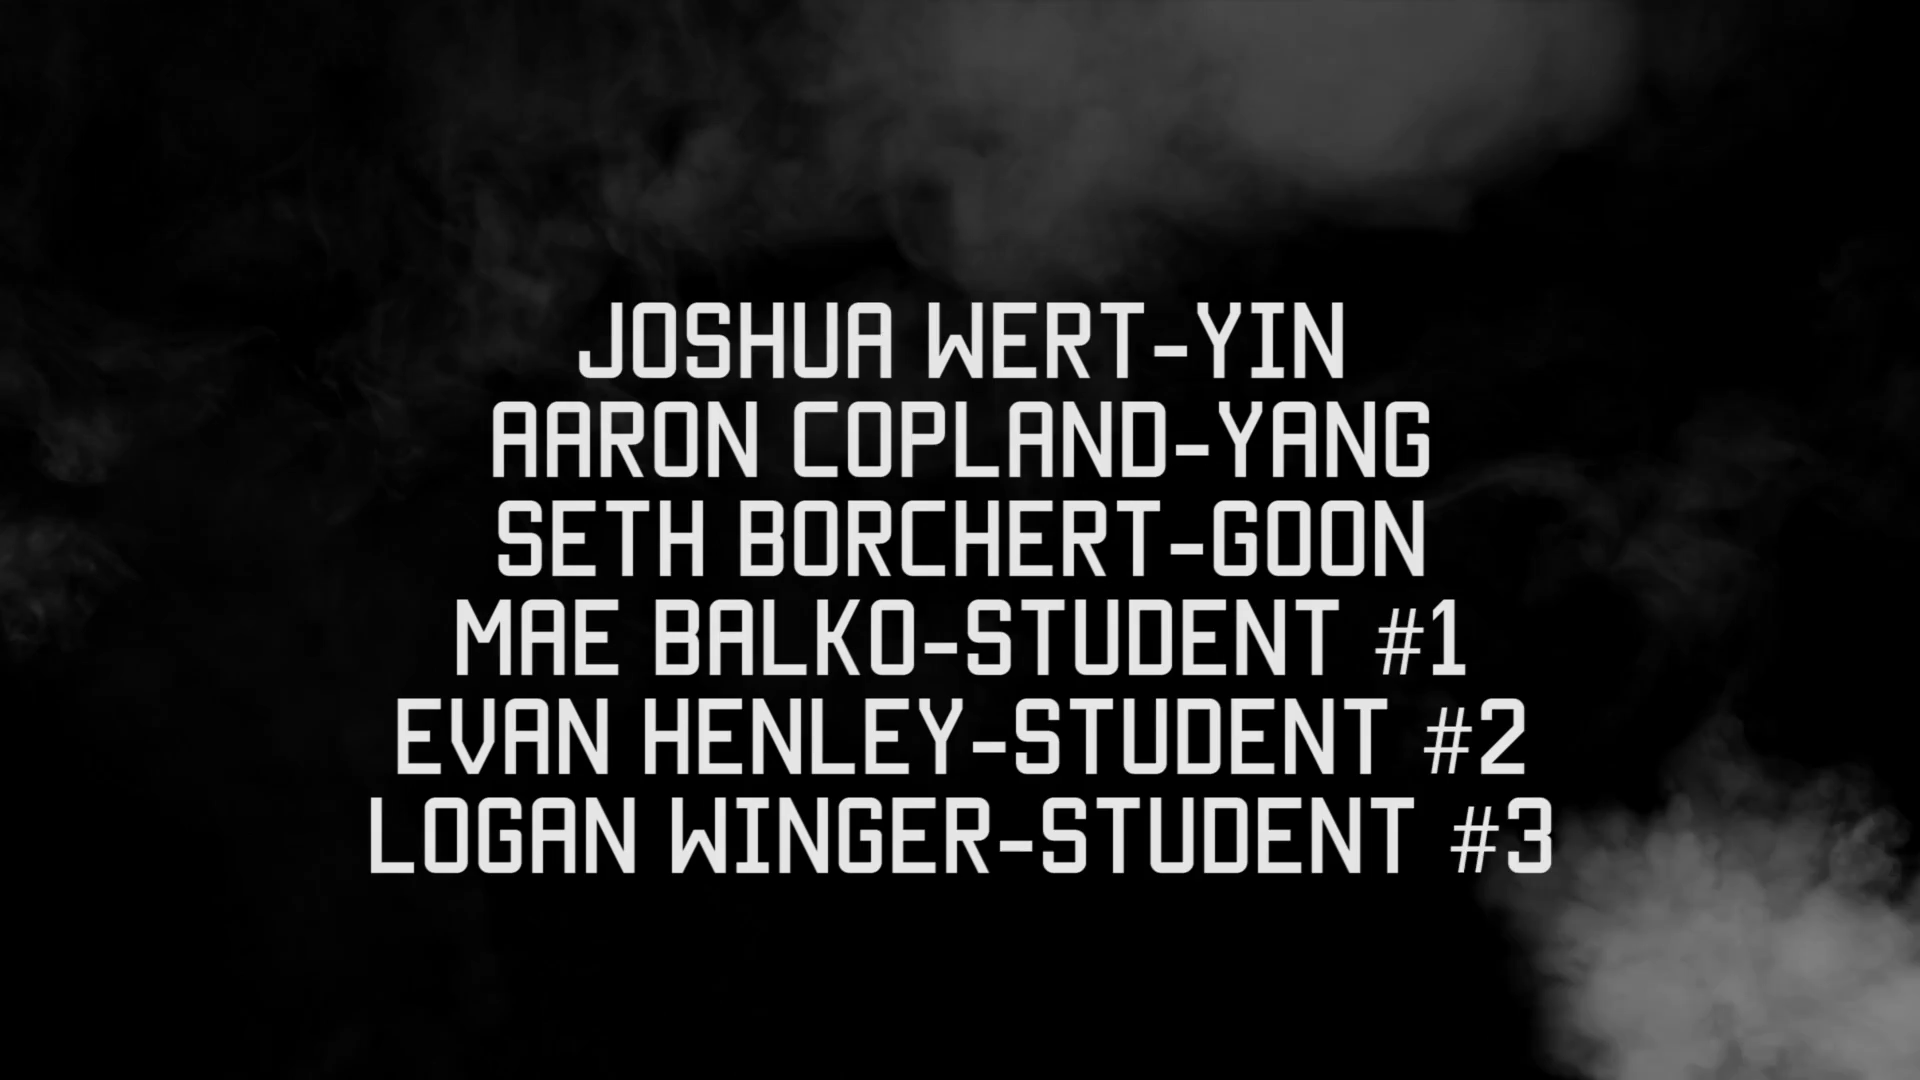 JOSHUA WERT-YIN
AARON COPLAND-YANG
SETH BORCHERT-GOON
MAE BALKO-STUDENT #1
EVAN HENLEY-STUDENT #2
LOGAN WINGER-STUDENT #3